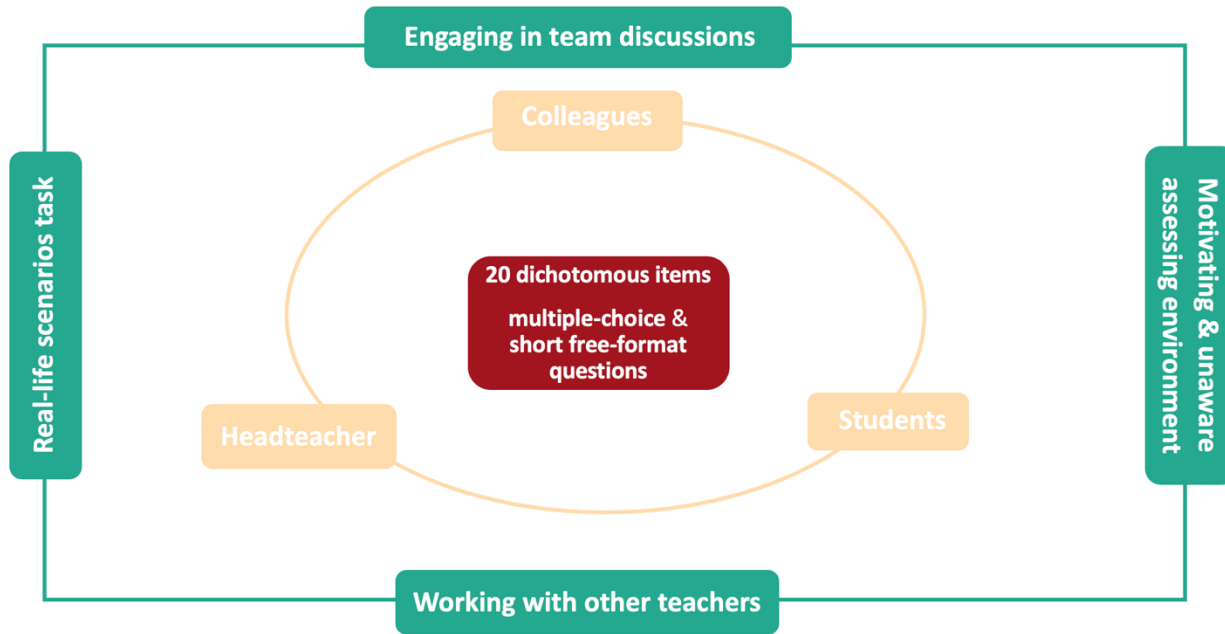 Engaging in team discussions
Colleagues
Real-life scenarios task
Motivating & unaware
assessing environment
20 dichotomous items
multiple-choice &
short free-format
questions
Headteacher
Students
Working with other teachers